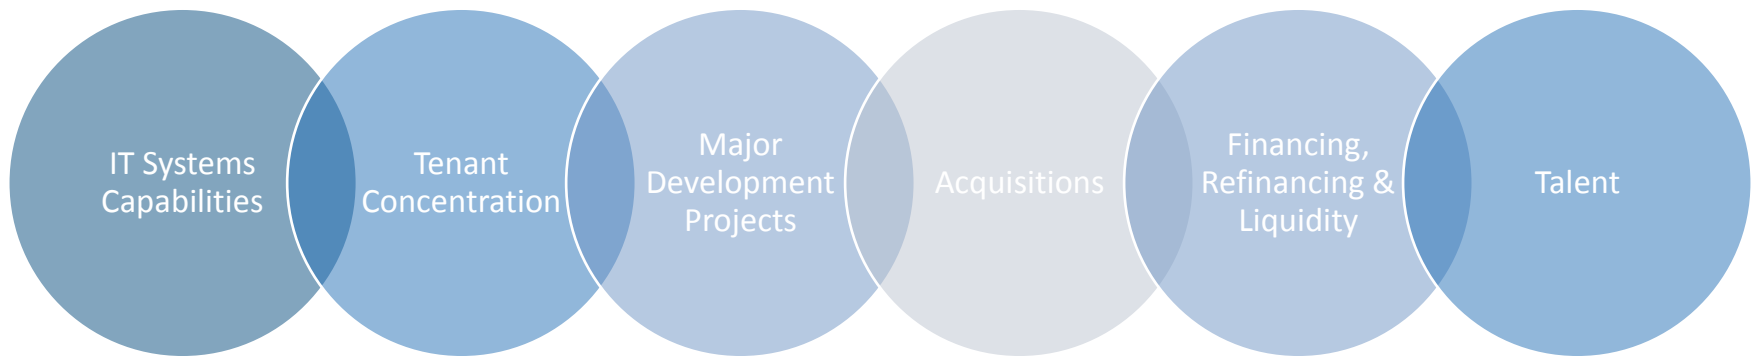 IT Systems
Capabilities
Tenant
Concentration
Major
Development
Projects
Acquisitions
Financing,
Refinancing &
Liquidity
Talent